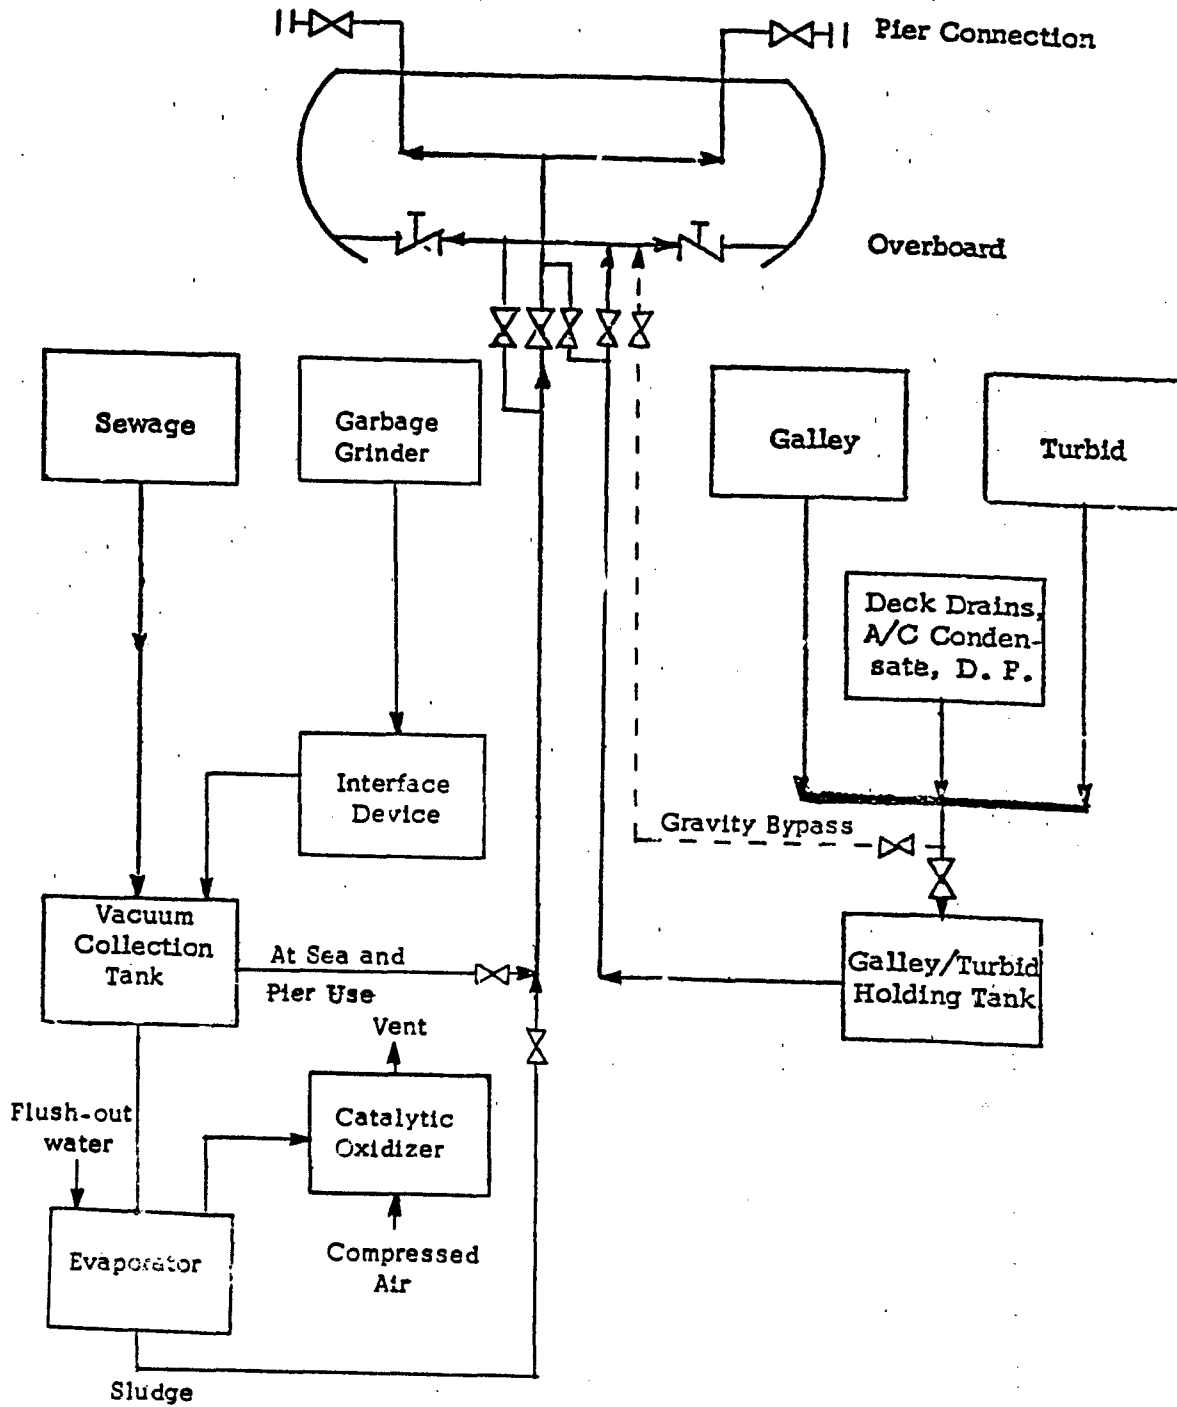 Pier Connection
Overboard
Sewage
Garbage
Grinder
Galley
Turbid
Deck Drains,
A/C Conden-
sate, D. P.
Interface
Device
Gravity Bypass
Vacuum
Collection
Tank
At Sea and
Pier Use
Galley/Turbid
Holding Tank
Vent
Flush-out
water
Catalytic
Oxidizer
Evaporator
Compressed
Air
Sludge